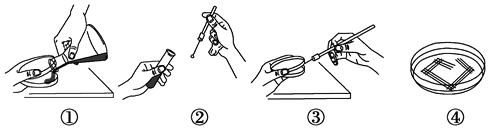 ① ② ③ ④